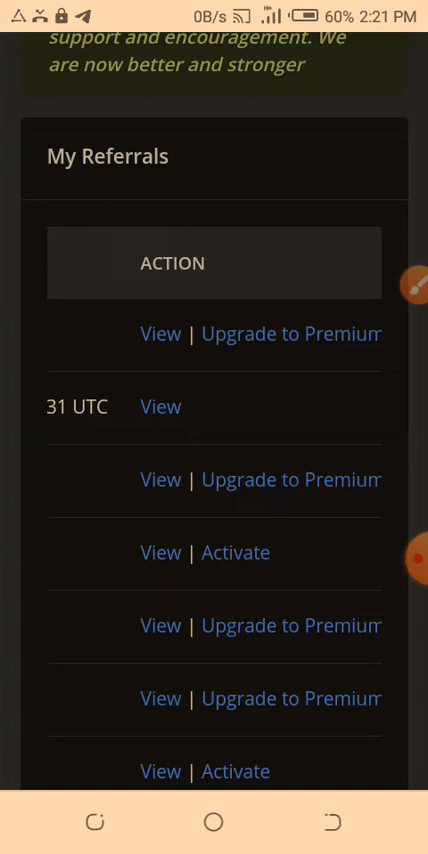 0B/s 60% 2:21 PM
support and encouragement. We
are now better and stronger
My Referrals
ACTION
View | Upgrade to Premium
31 UTC View
View | Upgrade to Premium
View | Activate
View | Upgrade to Premium
View | Upgrade to Premium
View | Activate